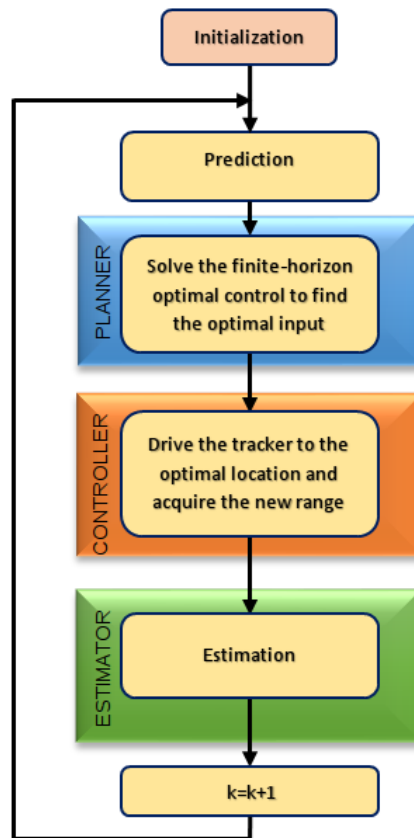 Initialization
Prediction
PLANNER
Solve the finite-horizon
optimal control to find
the optimal input
CONTROLLER
Drive the tracker to the
optimal location and
acquire the new range
ESTIMATOR
Estimation
k=k+1